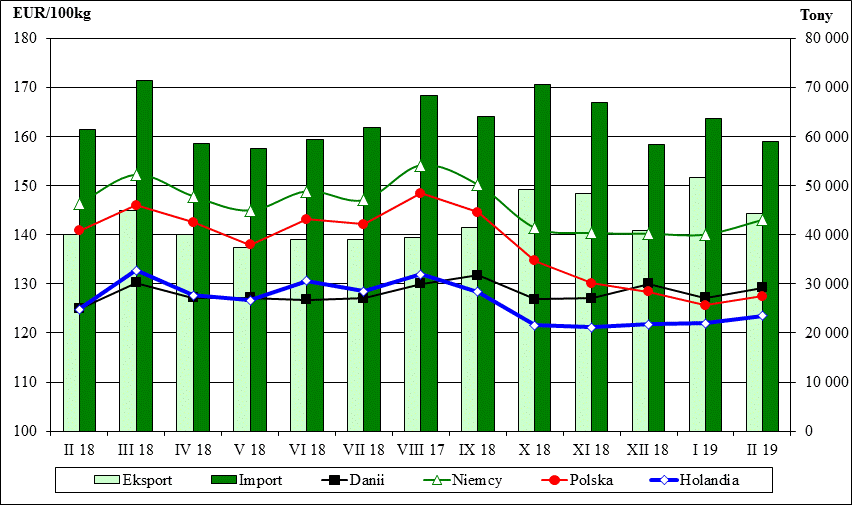 EUR/100kg Tony
180 80 000
170 70 000
160 60 000
150 50 000
140 40 000
130 30 000
120 20 000
110 10 000
100 0
II 18 III 18 IV 18 V 18 VI 18 VII 18 VIII 17 IX 18 X 18 XI 18 XII 18 I 19 II 19
Eksport Import Danii Niemcy Polska Holandia